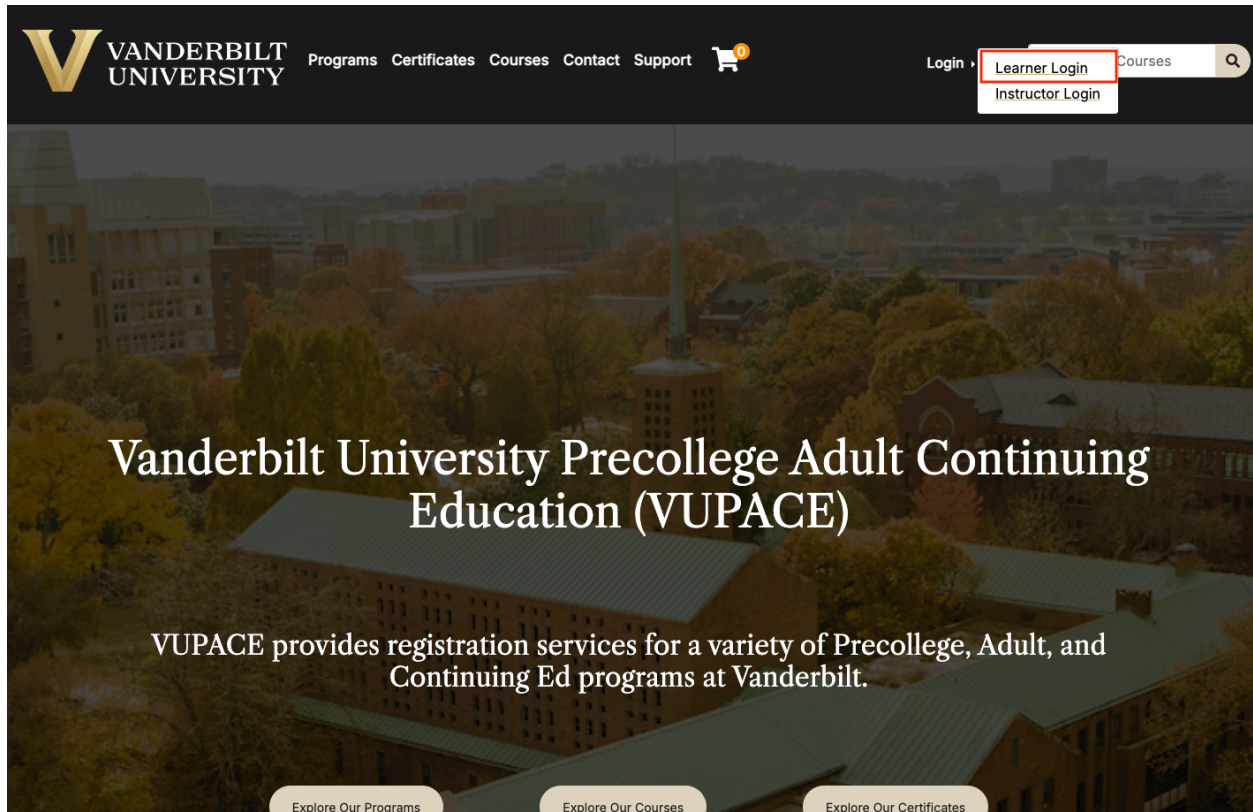 VANDERBILT
UNIVERSITY
Programs Certificates Courses Contact Support 0
Login
Learner Login
Courses
Instructor Login
Vanderbilt University Precollege Adult Continuing
Education (VUPACE)
VUPACE provides registration services for a variety of Precollege, Adult, and
Continuing Ed programs at Vanderbilt.
Explore Our Programs
Explore Our Courses
Explore Our Certificates